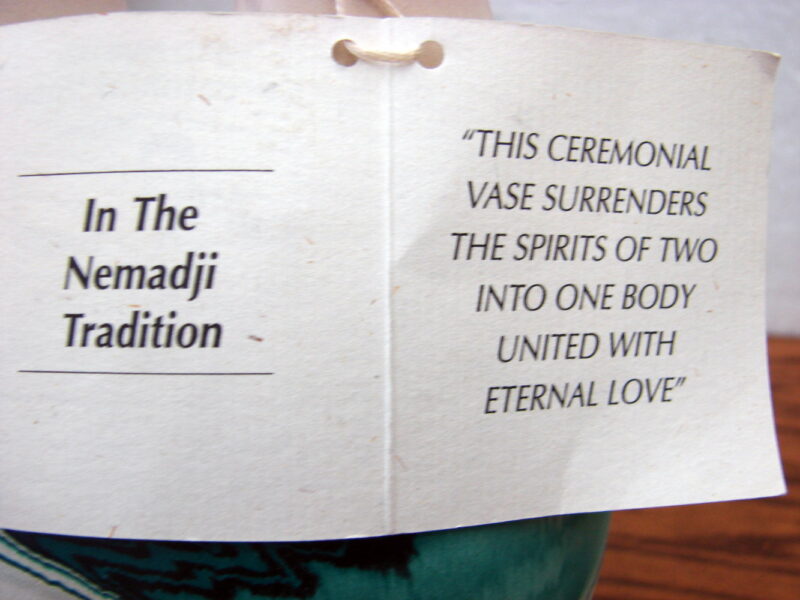 In The
Nemadji
Tradition
“THIS CEREMONIAL
VASE SURRENDERS
THE SPIRITS OF TWO
INTO ONE BODY
UNITED WITH
ETERNAL LOVE”